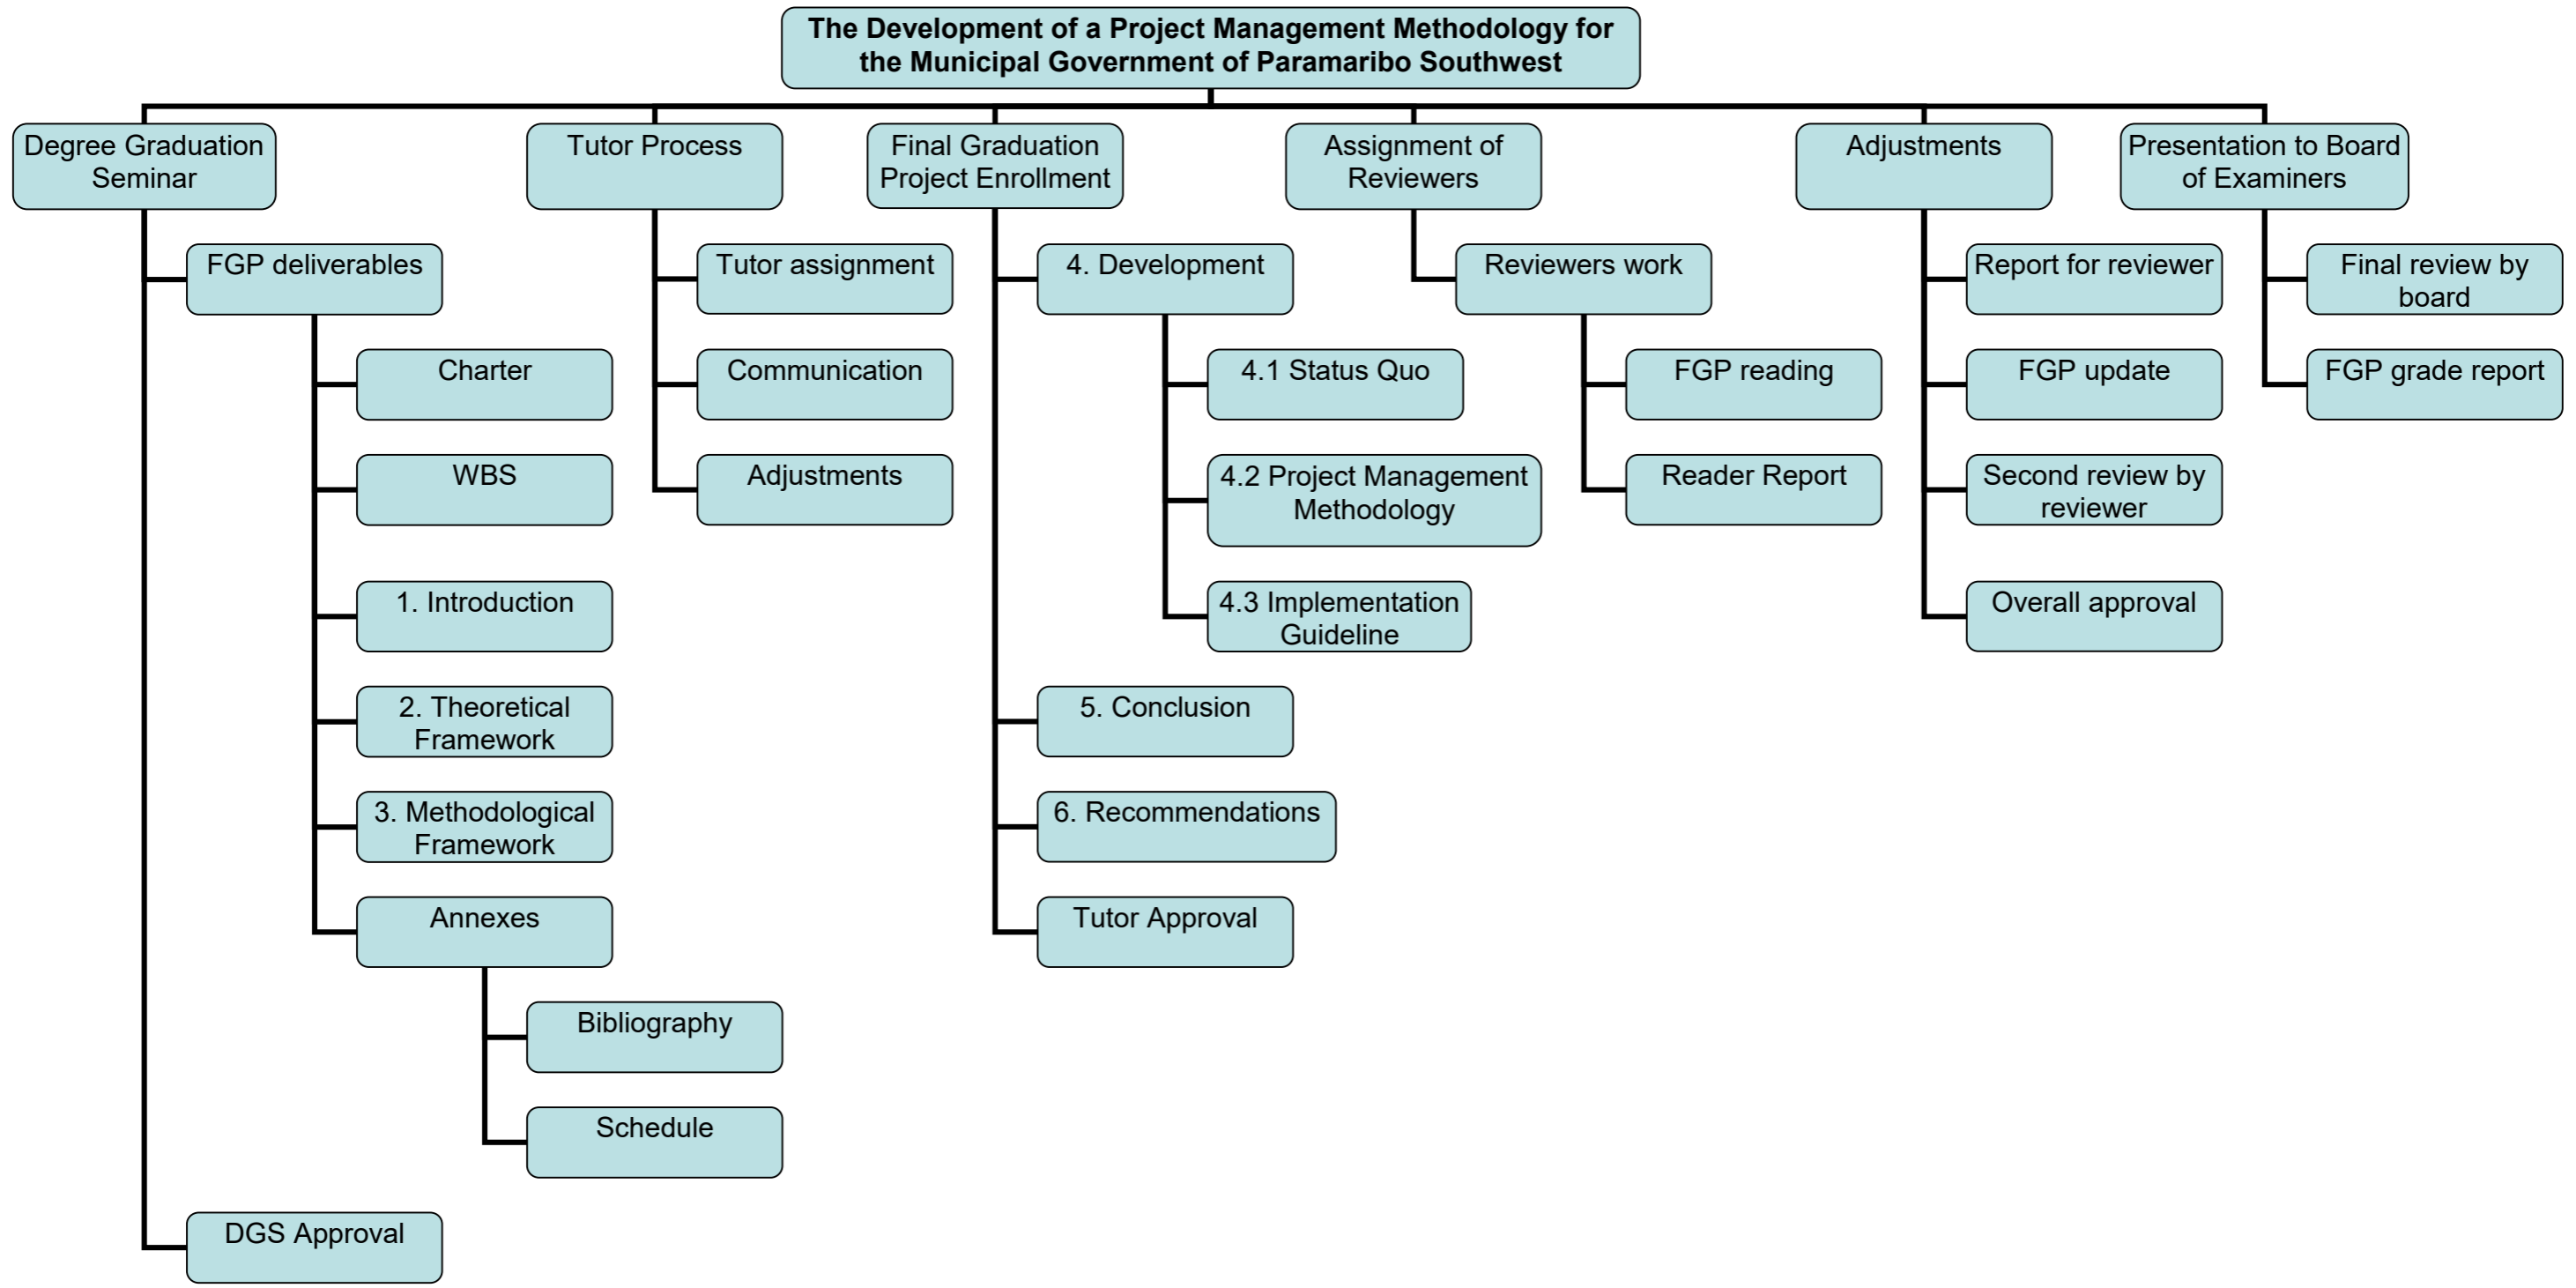 The Development of a Project Management Methodology for
the Municipal Government of Paramaribo Southwest
Degree Graduation
Seminar
FGP deliverables
Charter
WBS
1. Introduction
2. Theoretical
Framework
3. Methodological
Framework
Annexes
Bibliography
Schedule
DGS Approval
Tutor Process
Tutor assignment
Communication
Adjustments
Final Graduation
Project Enrollment
4. Development
4.1 Status Quo
4.2 Project Management
Methodology
4.3 Implementation
Guideline
5. Conclusion
6. Recommendations
Tutor Approval
Assignment of
Reviewers
Reviewers work
FGP reading
Reader Report
Adjustments
Report for reviewer
FGP update
Second review by
reviewer
Overall approval
Presentation to Board
of Examiners
Final review by
board
FGP grade report